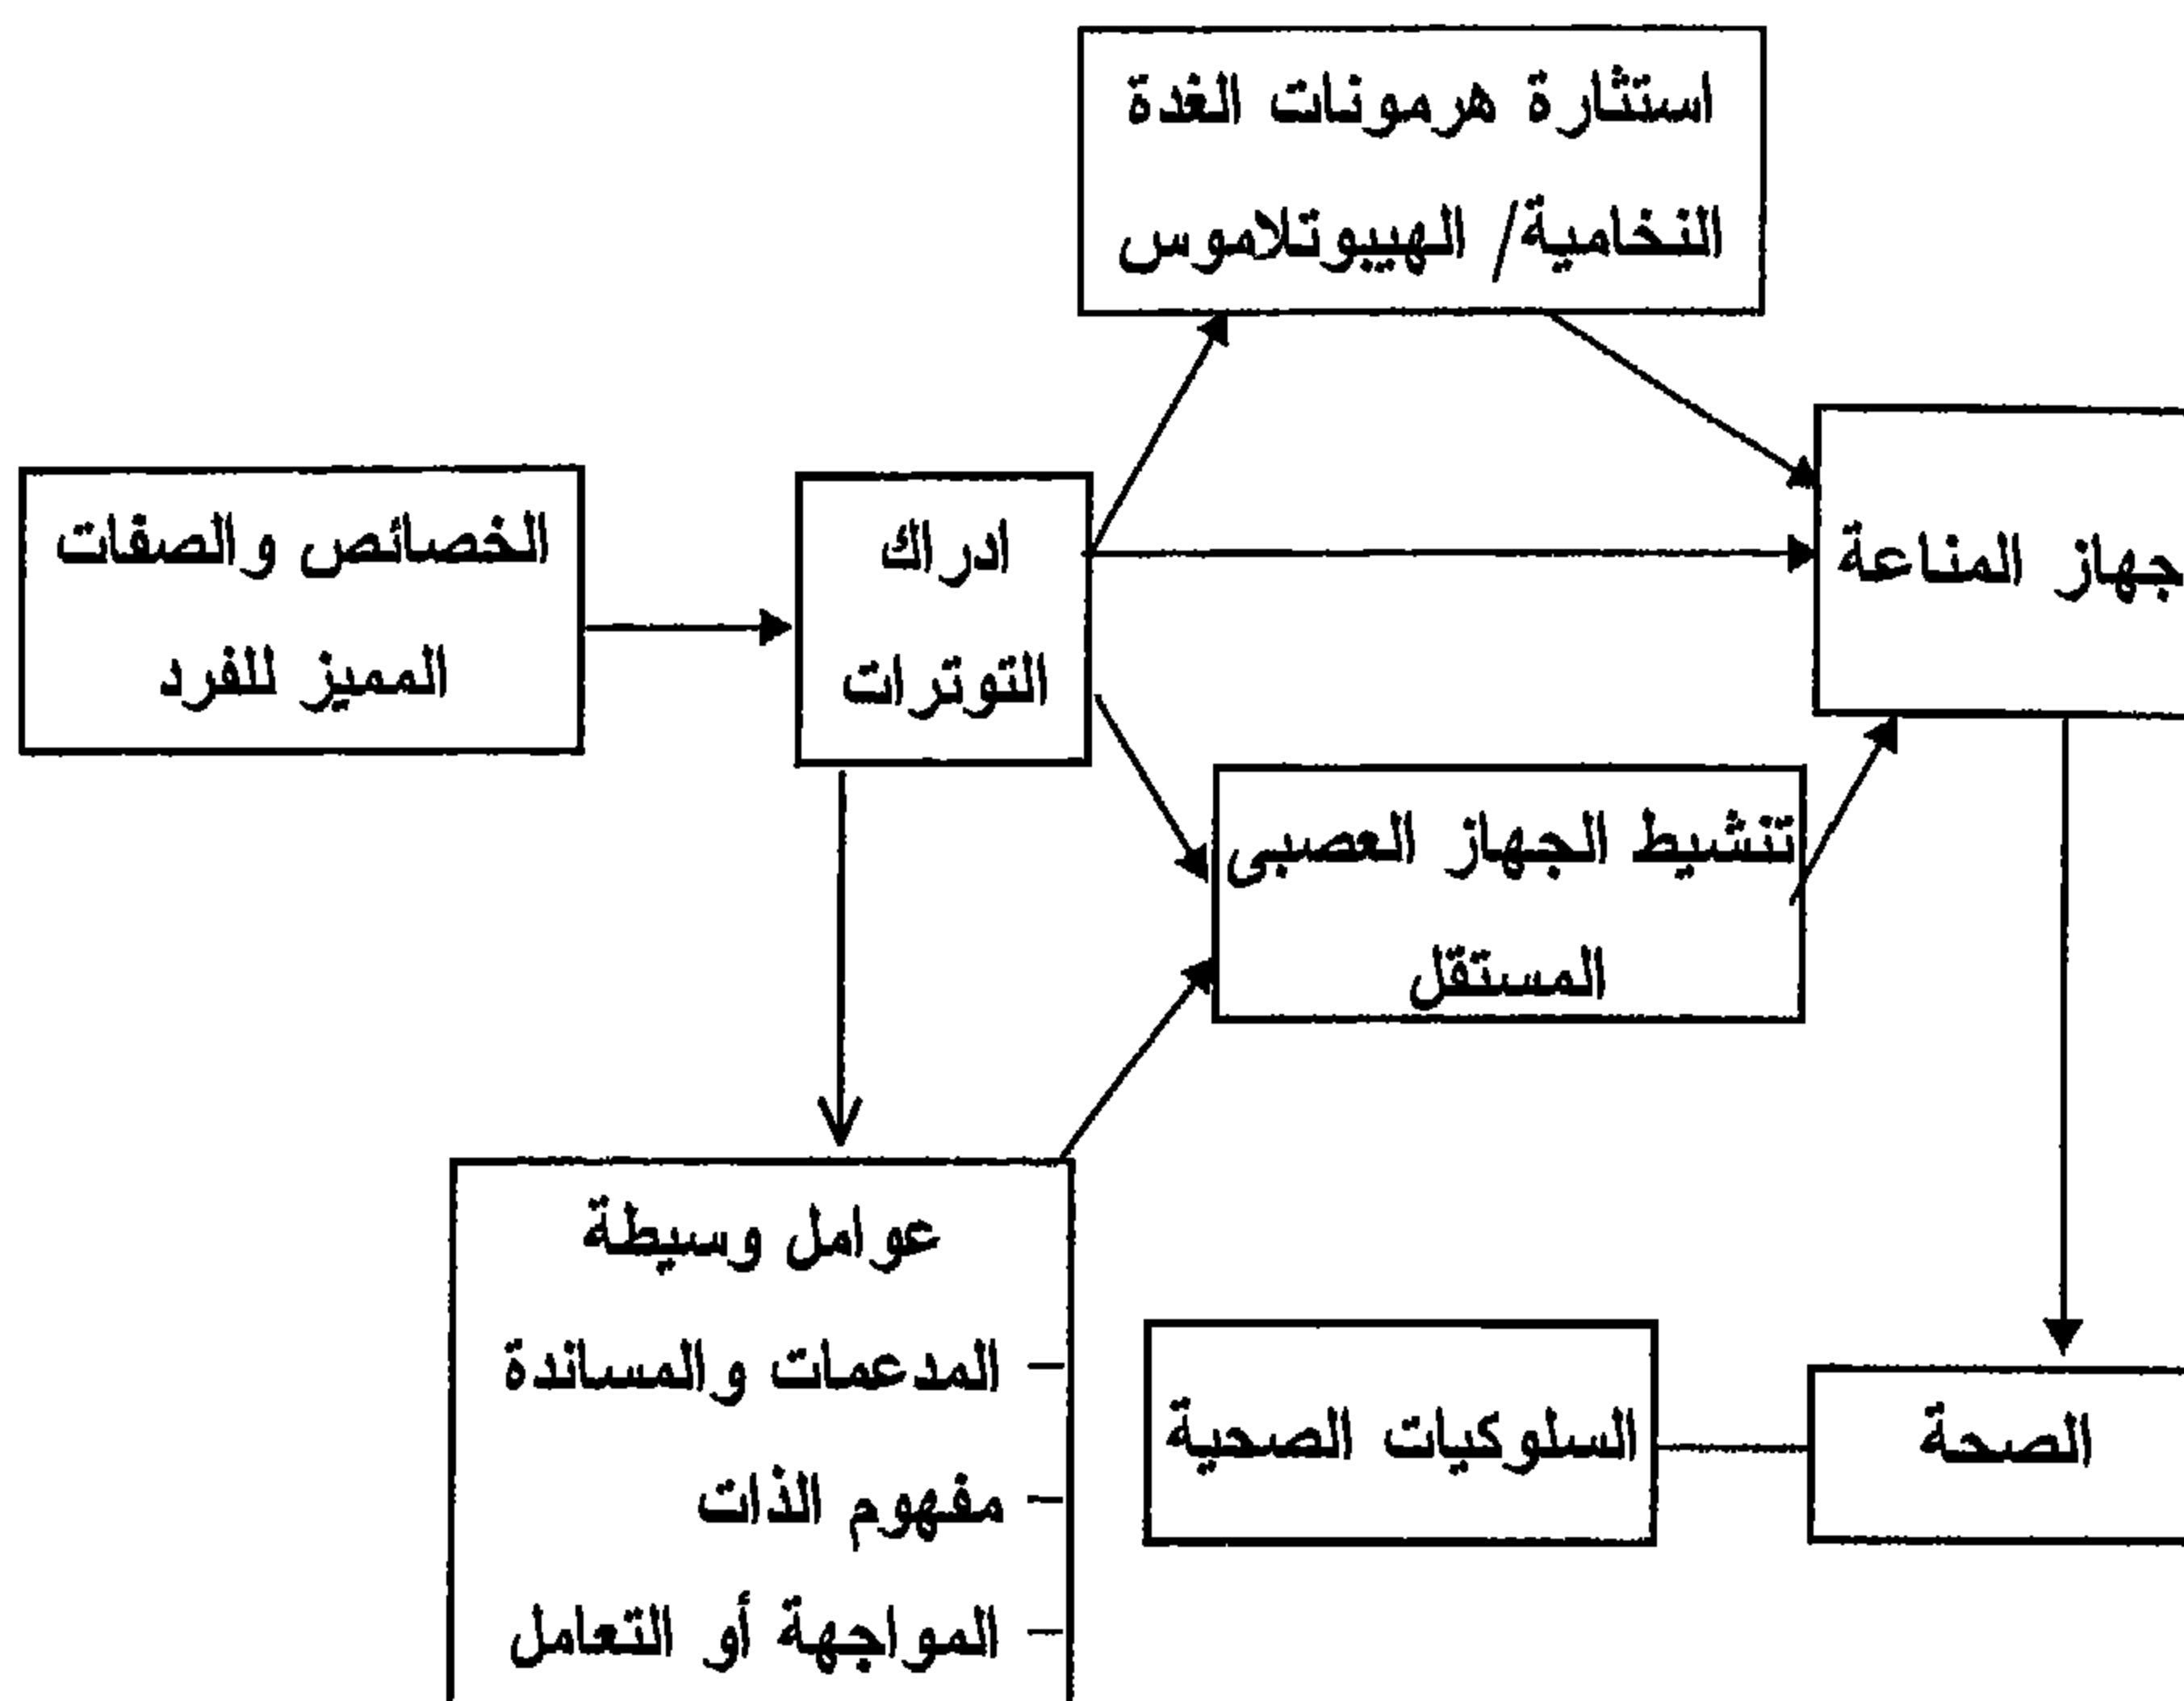 استثارة هرمونات الغدة
النخامية/ الهيبوتلاموس
الخصائص والصفات
المميز للفرد
ادراك
التوترات
جهاز المناعة
تنشيط الجهاز العصبى
المستقل
عوامل وسيطة
– المدعمات والمساندة
– مفهوم الذات
– المواجهة أو التعامل
السلوكيات الصحية
الصحة